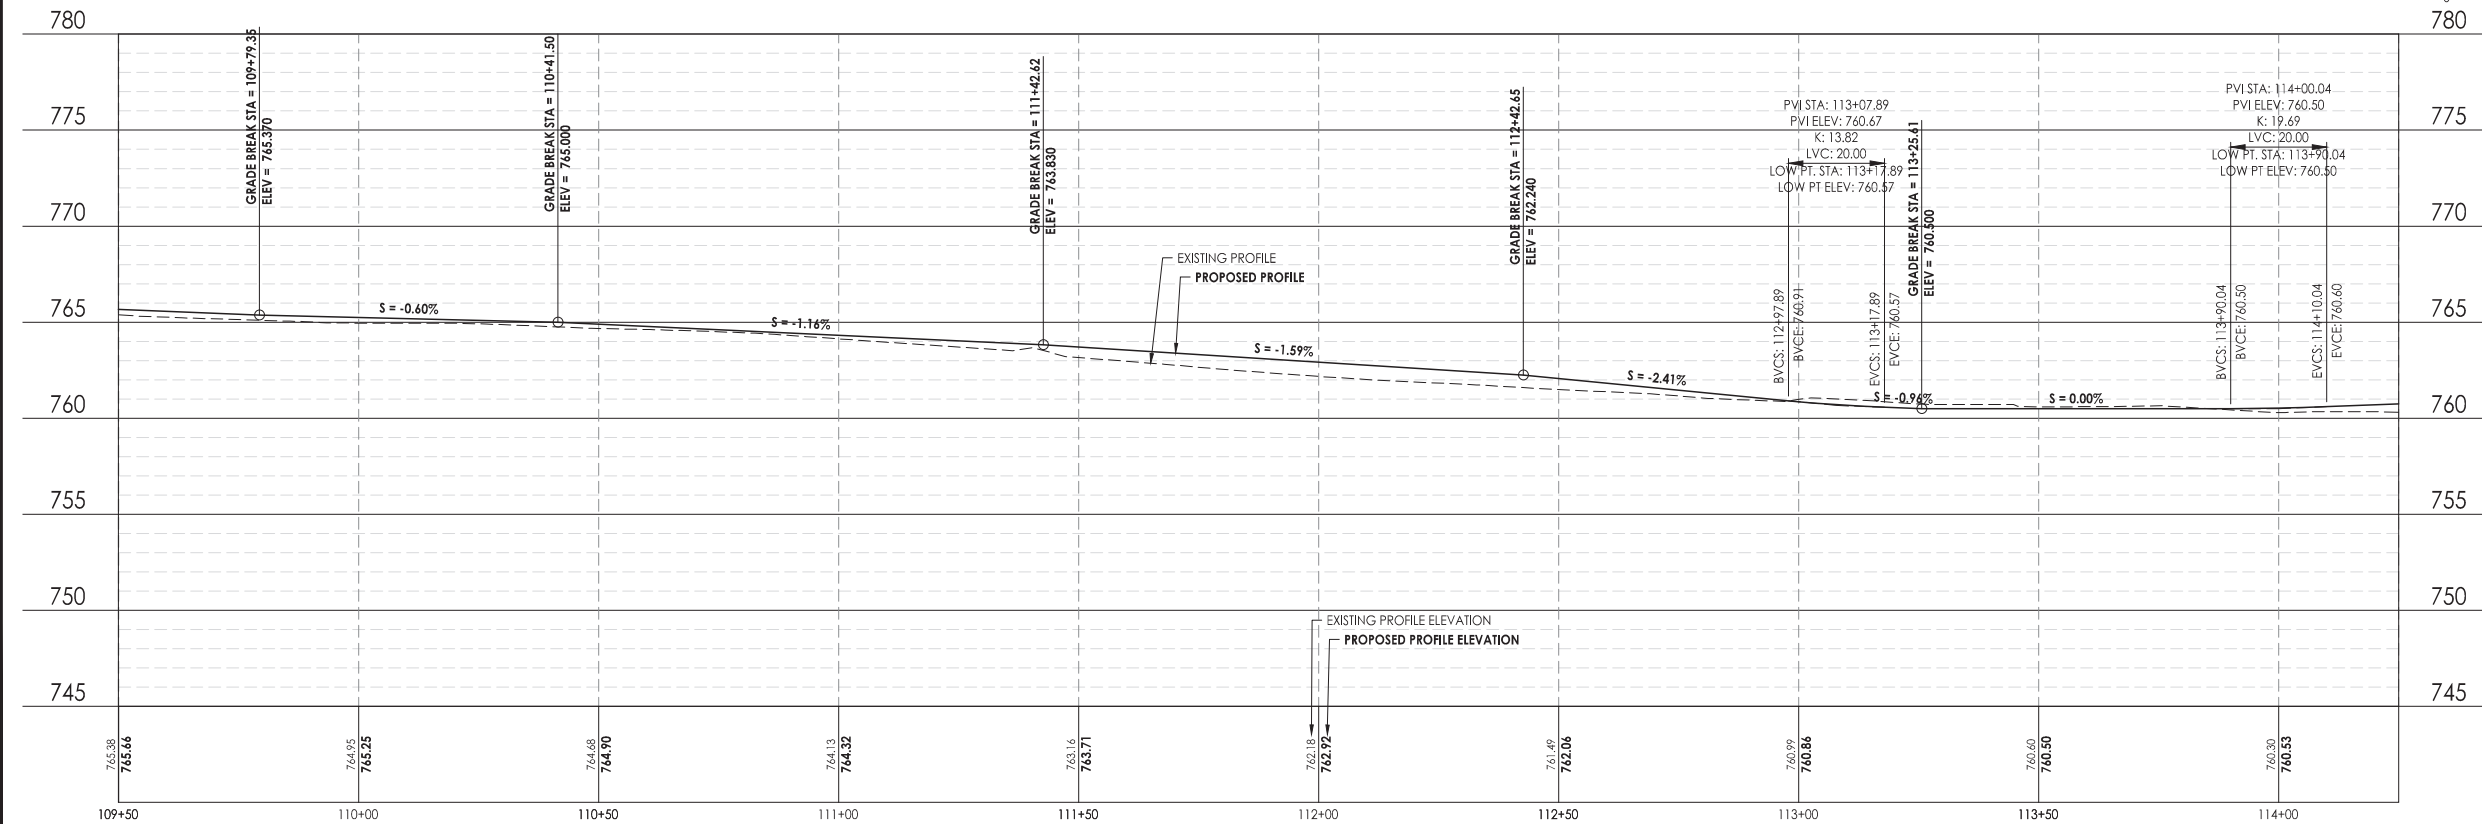 780
780
775
775
770
770
765
765
760
760
755
755
750
750
745
745
GRADE BREAK STA = 109+79.35
ELEV = 765.370
GRADE BREAK STA = 110+41.50
ELEV = 765.000
GRADE BREAK STA = 111+42.62
ELEV = 763.830
GRADE BREAK STA = 112+42.65
ELEV = 762.240
PVI STA: 113+07.89
PVI ELEV: 760.67
K: 13.82
LVC: 20.00
LOW PT. STA: 113+17.89
LOW PT ELEV: 760.57
GRADE BREAK STA = 113+25.61
ELEV = 760.500
PVI STA: 114+00.04
PVI ELEV: 760.50
K: 19.69
LVC: 20.00
LOW PT. STA: 113+90.04
LOW PT ELEV: 760.50
BVCS: 112+97.89
BVCE: 760.91
EVCS: 113+17.89
EVCE: 760.57
BVCS: 113+90.04
BVCE: 760.50
EVCS: 114+10.04
EVCE: 760.60
EXISTING PROFILE
PROPOSED PROFILE
S = -0.60%
S = -1.16%
S = -1.59%
S = -2.41%
S = -0.96%
S = 0.00%
EXISTING PROFILE ELEVATION
PROPOSED PROFILE ELEVATION
765.38
765.66
764.95
765.25
764.68
764.90
764.13
764.32
763.16
763.71
762.18
762.92
761.49
762.06
760.99
760.86
760.60
760.50
760.30
760.53
109+50
110+00
110+50
111+00
111+50
112+00
112+50
113+00
113+50
114+00